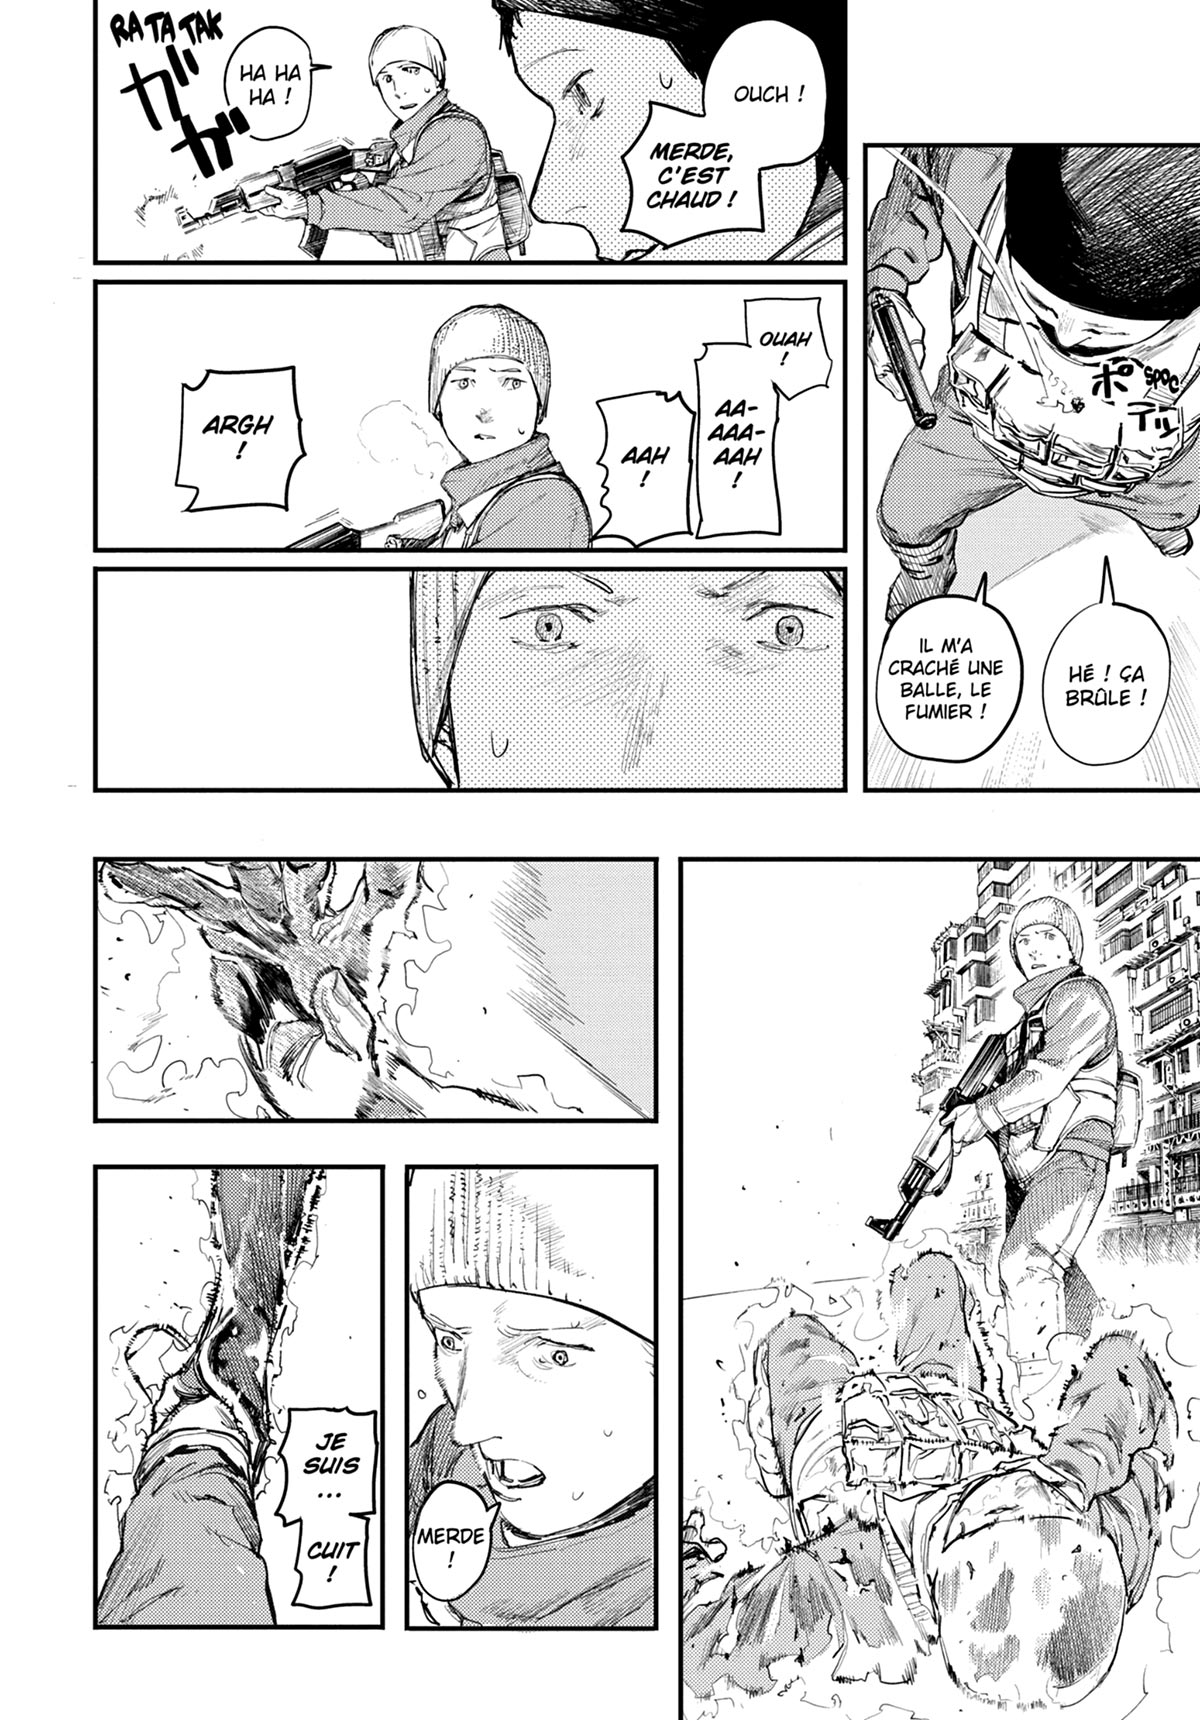 SPOC
ポ
テッ
HÉ ! ÇA
BRÛLE !
IL M'A
CRACHÉ UNE
BALLE, LE
FUMIER !
OUCH !
MERDE,
C'EST
CHAUD !
HA HA
HA !
RA TA TAK
ガガ
OUAH
!
AA-
AAA-
AAH
!
AAH
!
ARGH
!
MERDE
!
JE
SUIS
...
CUIT !